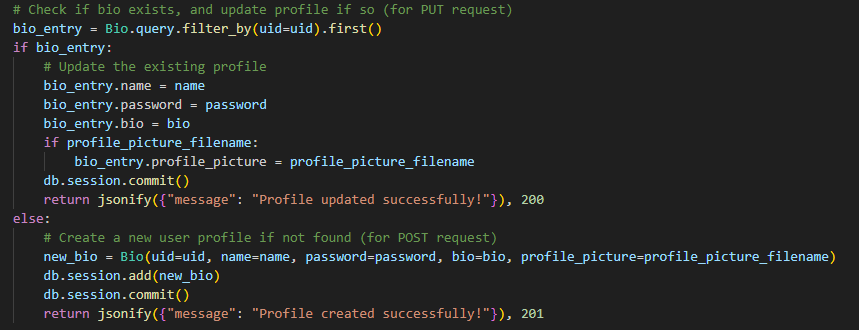 # Check if bio exists, and update profile if so (for PUT request)
bio_entry = Bio.query.filter_by(uid=uid).first()
if bio_entry:
    # Update the existing profile
    bio_entry.name = name
    bio_entry.password = password
    bio_entry.bio = bio
    if profile_picture_filename:
        bio_entry.profile_picture = profile_picture_filename
    db.session.commit()
    return jsonify({"message": "Profile updated successfully!"}), 200
else:
    # Create a new user profile if not found (for POST request)
    new_bio = Bio(uid=uid, name=name, password=password, bio=bio, profile_picture=profile_picture_filename)
    db.session.add(new_bio)
    db.session.commit()
    return jsonify({"message": "Profile created successfully!"}), 201